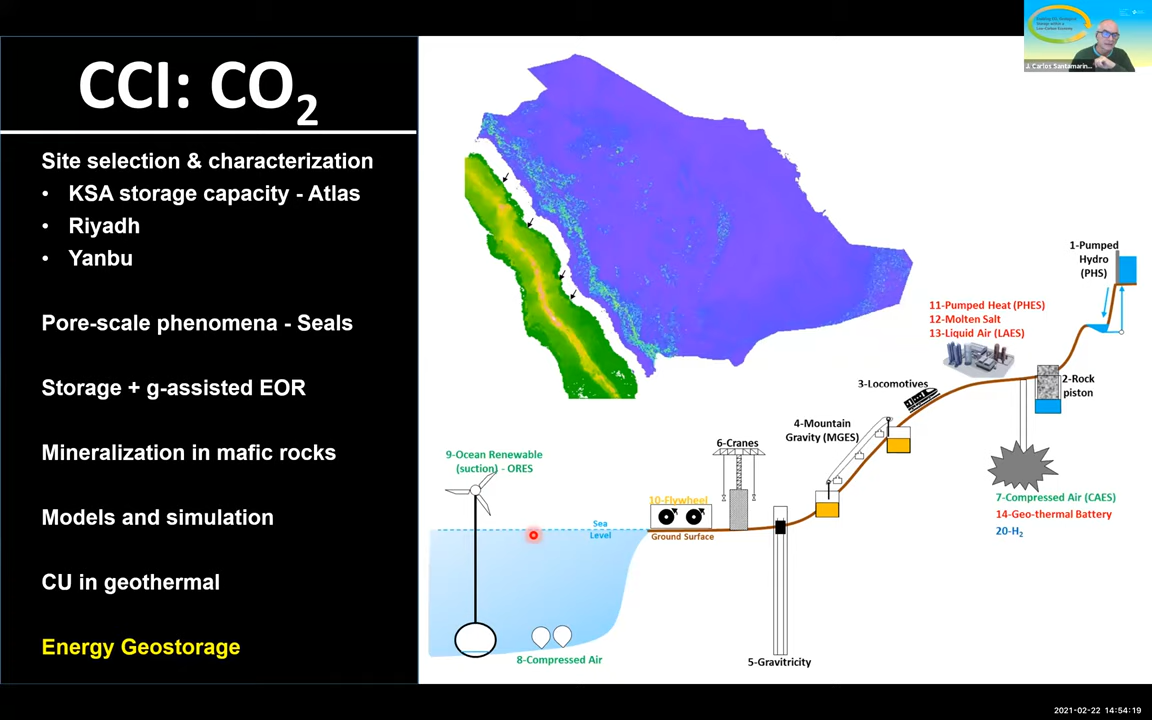 CCI: CO2
Site selection & characterization
• KSA storage capacity - Atlas
• Riyadh
• Yanbu
Pore-scale phenomena - Seals
Storage + g-assisted EOR
Mineralization in mafic rocks
Models and simulation
CU in geothermal
Energy Geostorage
J. Carlos Santamarin...
1-Pumped
Hydro
(PHS)
11-Pumped Heat (PHES)
12-Molten Salt
13-Liquid Air (LAES)
2-Rock
piston
3-Locomotives
4-Mountain
Gravity (MGES)
6-Cranes
9-Ocean Renewable
(suction) - ORES
10-Flywheel
Sea
Level
Ground Surface
7-Compressed Air (CAES)
14-Geo-thermal Battery
20-H2
8-Compressed Air
5-Gravitricity
2021-02-22 14:54:19